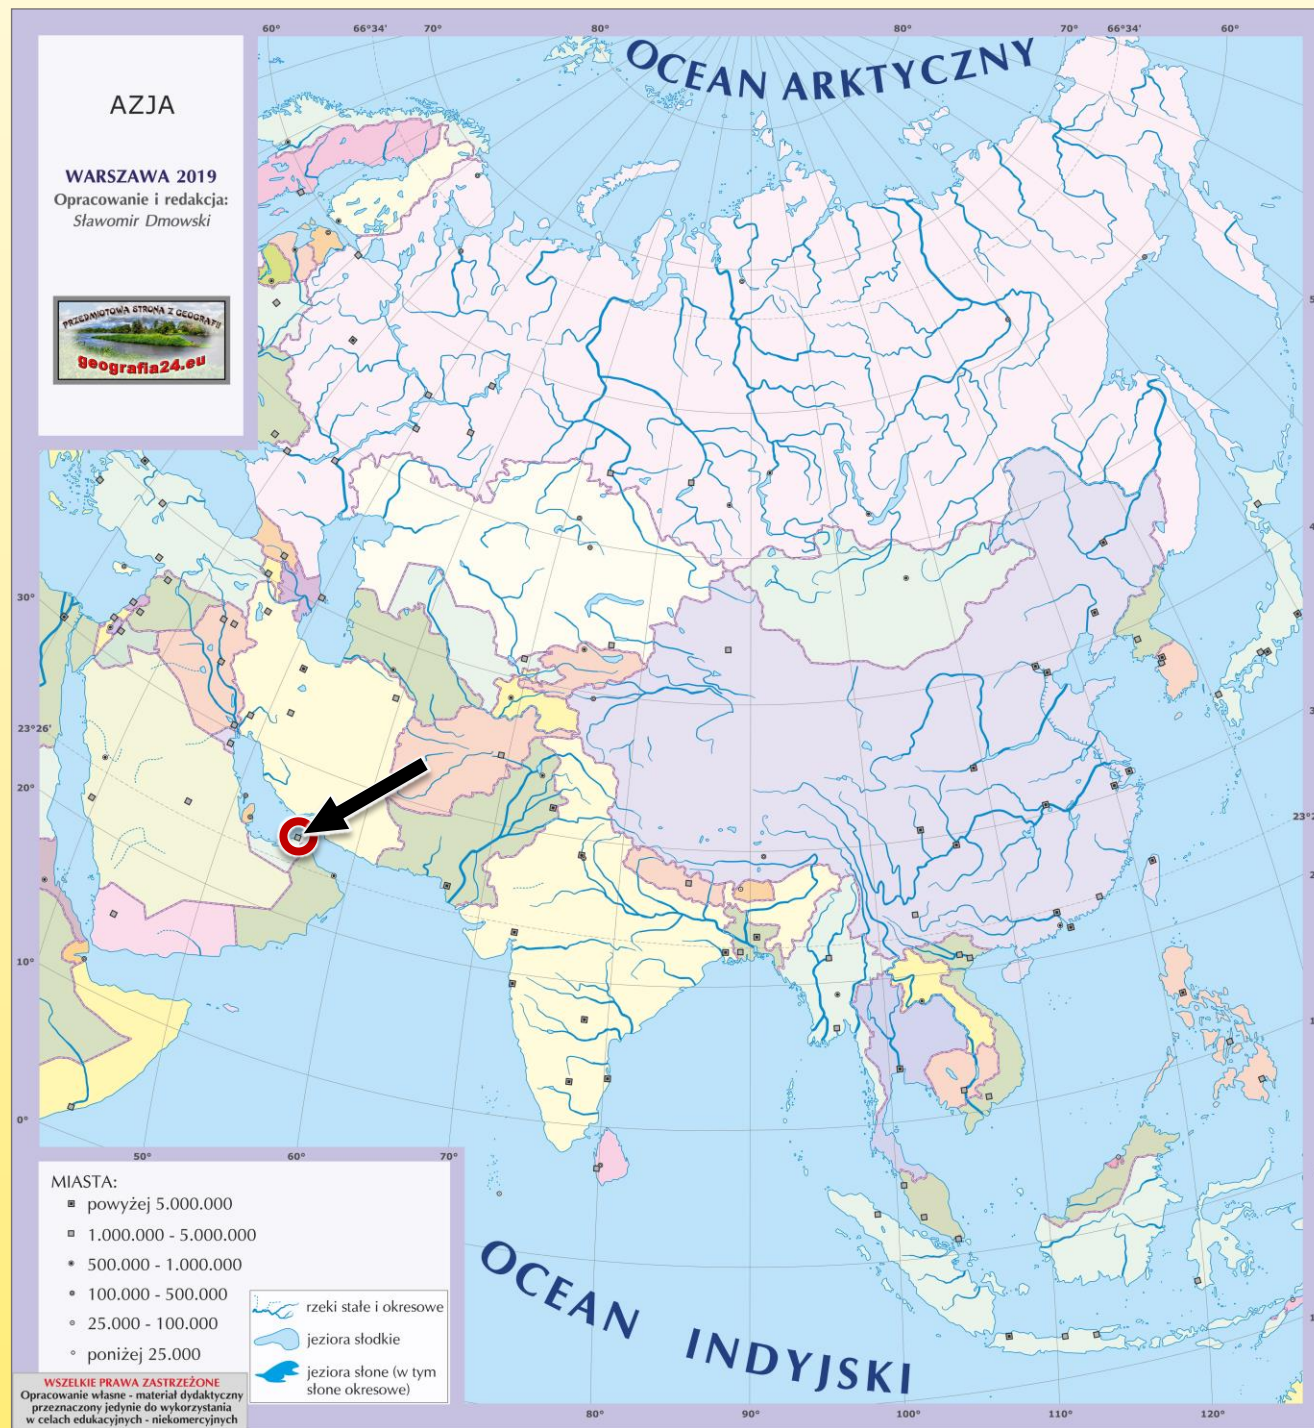 60°
66°34'
70°
80°
80°
70°
66°34'
60°
OCEAN ARKTYCZNY
AZJA
WARSZAWA 2019
Opracowanie i redakcja:
Sławomir Dmowski
PRZEDMIOTOWA STRONA Z GEOGRAFII
geografia24.eu
30°
23°26'
20°
10°
0°
50°
60°
70°
MIASTA:
powyżej 5.000.000
1.000.000 - 5.000.000
500.000 - 1.000.000
100.000 - 500.000
25.000 - 100.000
poniżej 25.000
rzeki stałe i okresowe
jeziora słodkie
jeziora słone (w tym
słone okresowe)
OCEAN INDYJSKI
WSZELKIE PRAWA ZASTRZEŻONE
Opracowanie własne - materiał dydaktyczny
przeznaczony jedynie do wykorzystania
w celach edukacyjnych - niekomercyjnych
80°
90°
100°
110°
120°